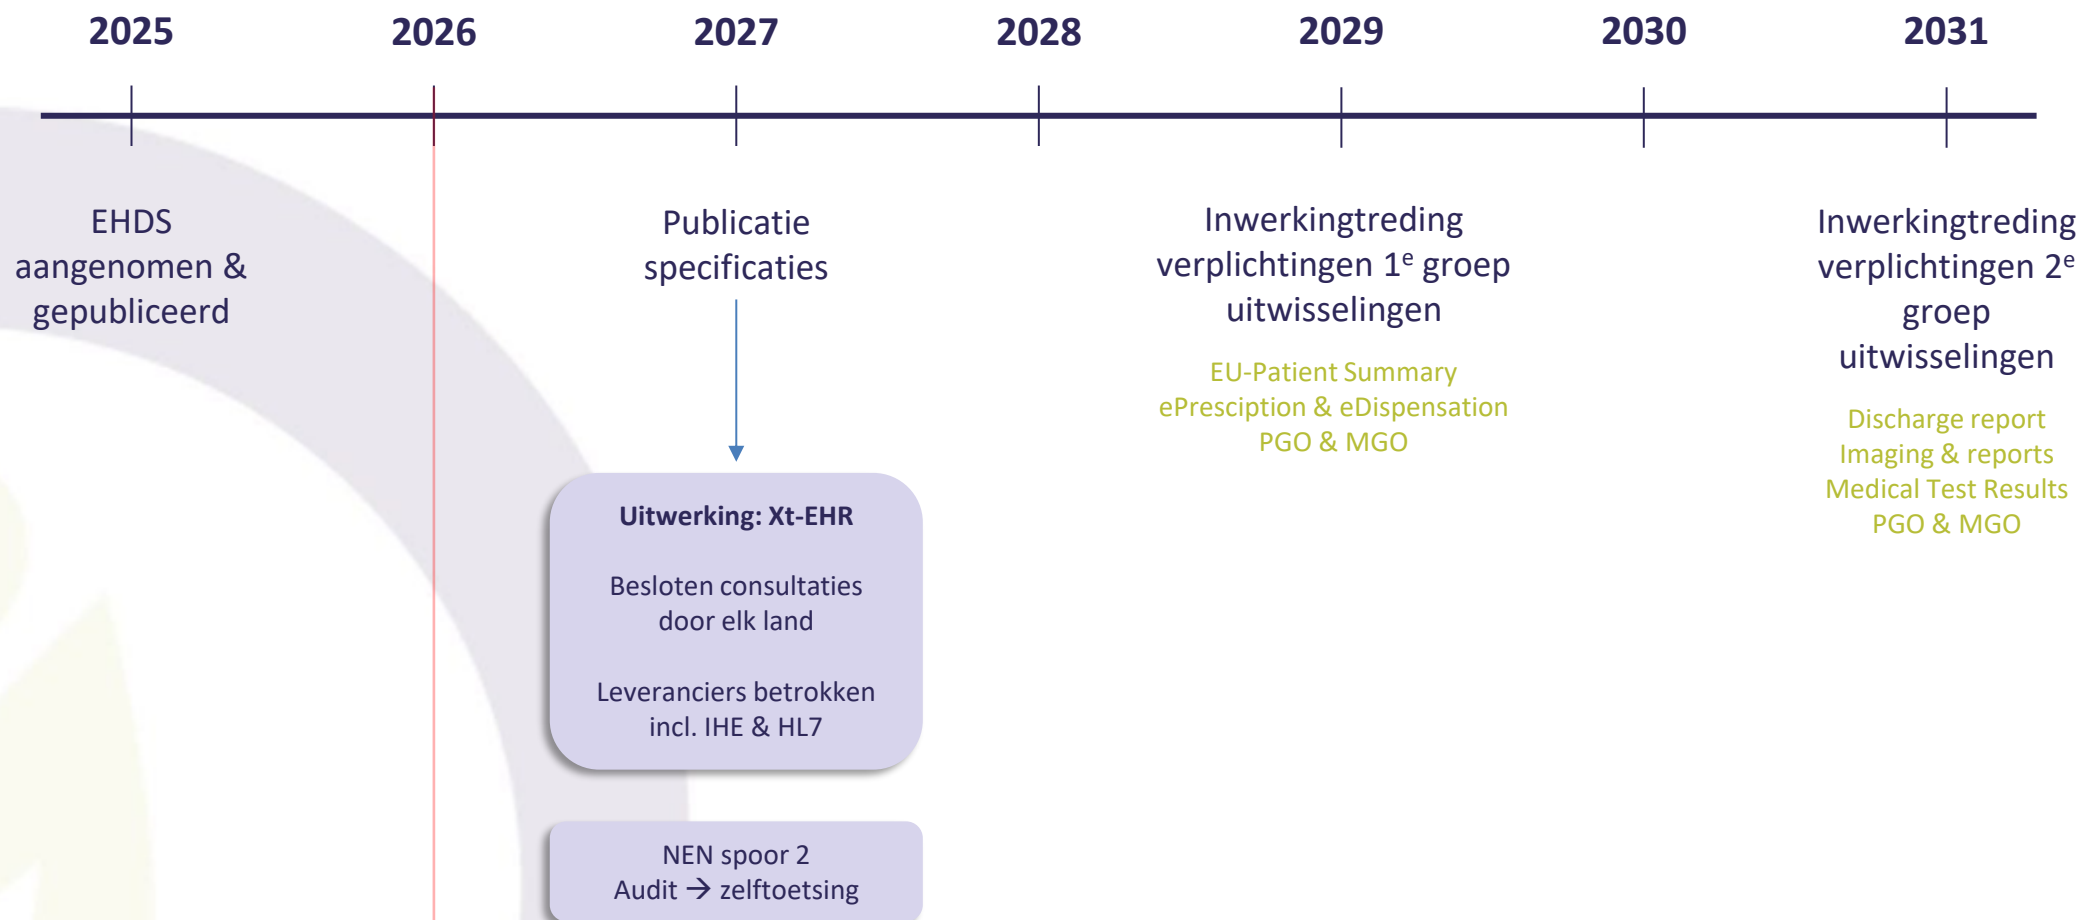 2025
2026
2027
2028
2029
2030
2031
EHDS
aangenomen &
gepubliceerd
Publicatie
specificaties
Uitwerking: Xt-EHR
Besloten consultaties
door elk land
Leveranciers betrokken
incl. IHE & HL7
NEN spoor 2
Audit → zelftoetsing
Inwerkingtreding
verplichtingen 1e groep
uitwisselingen
EU-Patient Summary
ePresciption & eDispensation
PGO & MGO
Inwerkingtreding
verplichtingen 2e
groep
uitwisselingen
Discharge report
Imaging & reports
Medical Test Results
PGO & MGO